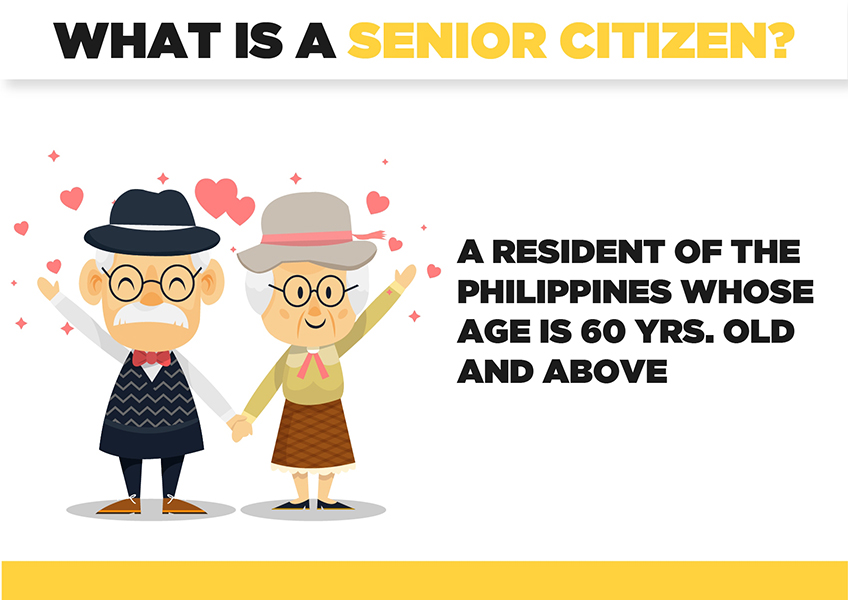 WHAT IS A SENIOR CITIZEN?
A RESIDENT OF THE
PHILIPPINES WHOSE
AGE IS 60 YRS. OLD
AND ABOVE